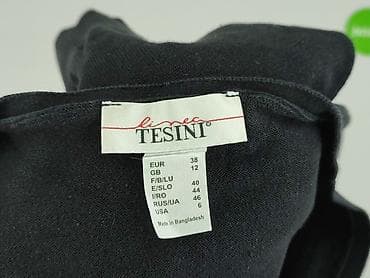 linea
TESINI®
EUR 38
GB 12
F/B/LU 40
E/SLO 44
I/RO 46
RUS/UA 46
USA 6
Made in Bangladesh